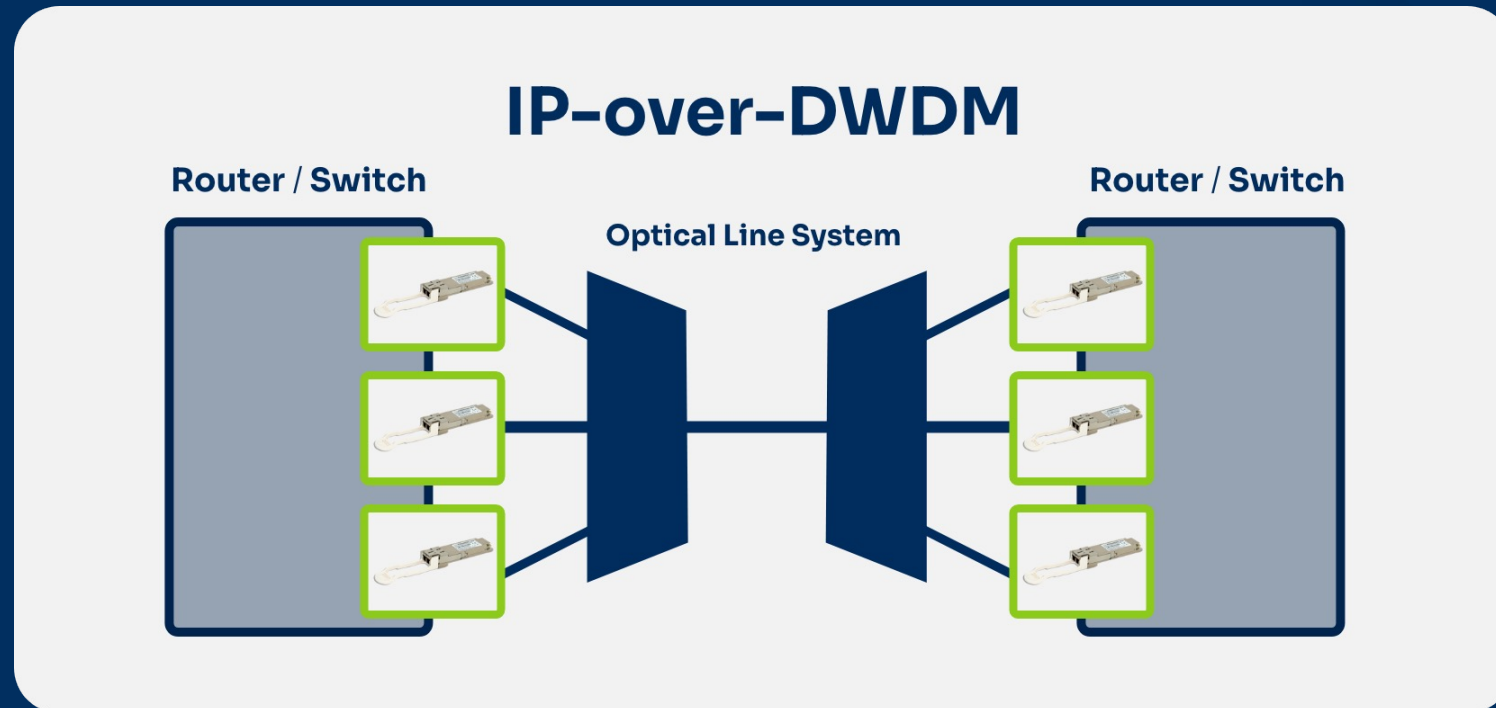 IP-over-DWDM
Router / Switch
Router / Switch
Optical Line System